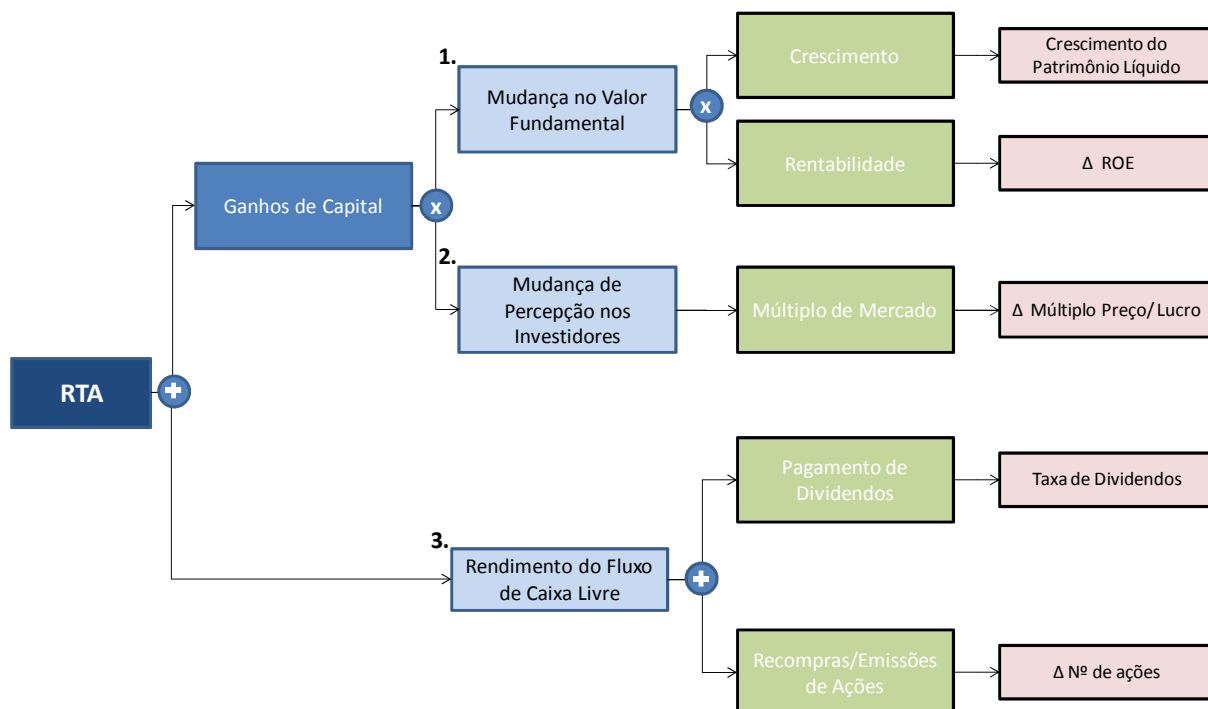 1.
Mudança no Valor
Fundamental
x
Crescimento
Crescimento do
Patrimônio Líquido
Rentabilidade
Δ ROE
Ganhos de Capital
x
2.
Mudança de
Percepção nos
Investidores
Múltiplo de Mercado
Δ Múltiplo Preço/ Lucro
RTA
+
3.
Rendimento do Fluxo
de Caixa Livre
+
Pagamento de
Dividendos
Taxa de Dividendos
Recompras/Emissões
de Ações
Δ Nº de ações